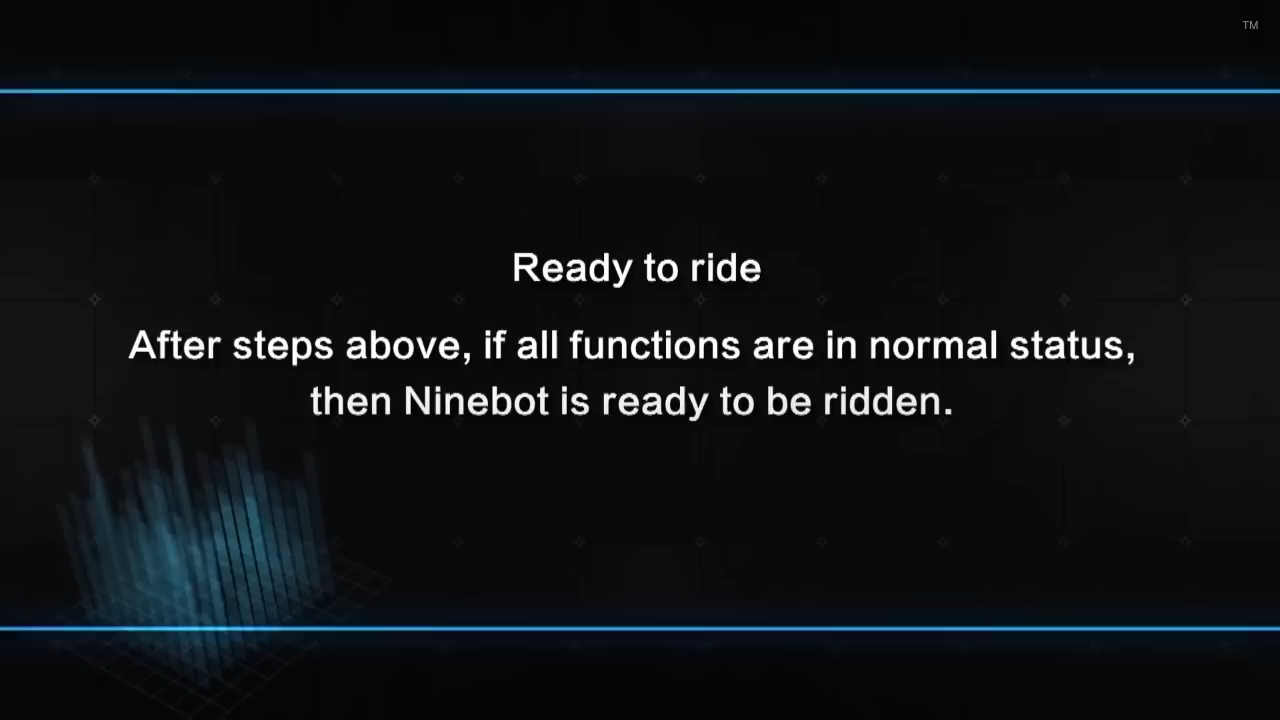 TM
Ready to ride
After steps above, if all functions are in normal status,
then Ninebot is ready to be ridden.